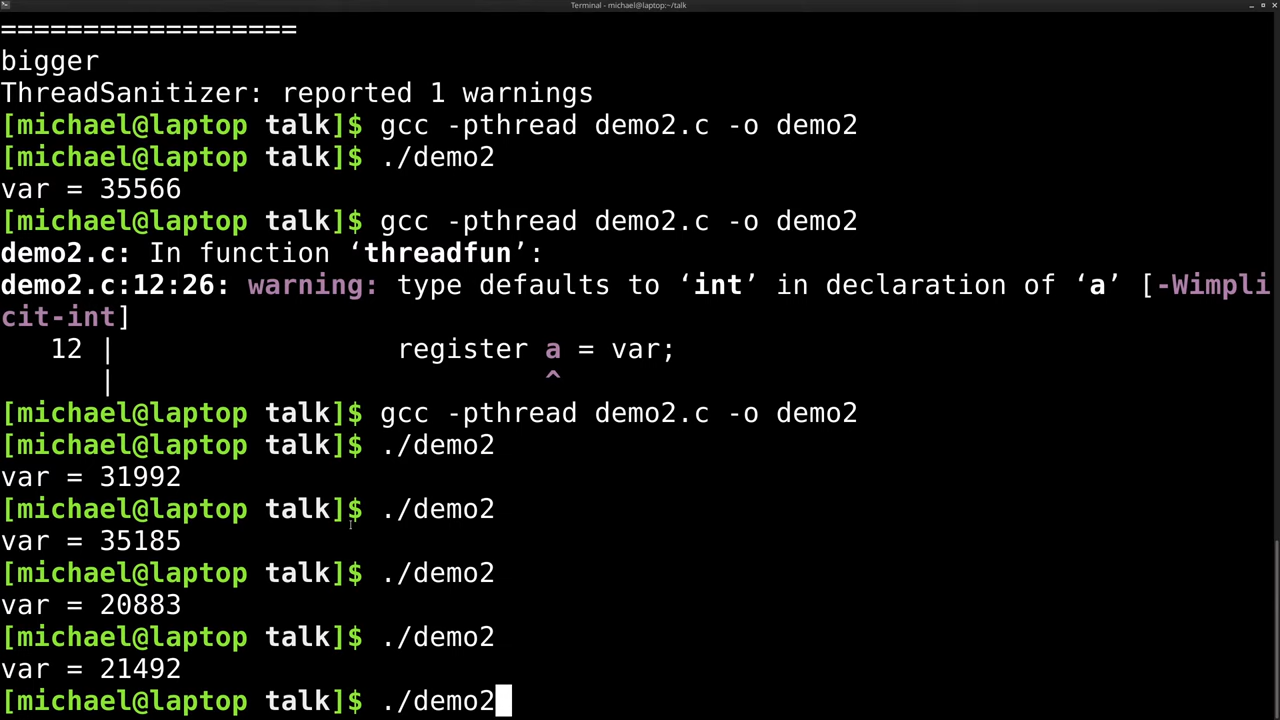 Terminal - michael@laptop:~/talk
==================
bigger
ThreadSanitizer: reported 1 warnings
[michael@laptop talk]$ gcc -pthread demo2.c -o demo2
[michael@laptop talk]$ ./demo2
var = 35566
[michael@laptop talk]$ gcc -pthread demo2.c -o demo2
demo2.c: In function ‘threadfun’:
demo2.c:12:26: warning: type defaults to ‘int’ in declaration of ‘a’ [-Wimpli
cit-int]
   12 |                 register a = var;
      |                          ^
[michael@laptop talk]$ gcc -pthread demo2.c -o demo2
[michael@laptop talk]$ ./demo2
var = 31992
[michael@laptop talk]$ ./demo2
var = 35185
[michael@laptop talk]$ ./demo2
var = 20883
[michael@laptop talk]$ ./demo2
var = 21492
[michael@laptop talk]$ ./demo2